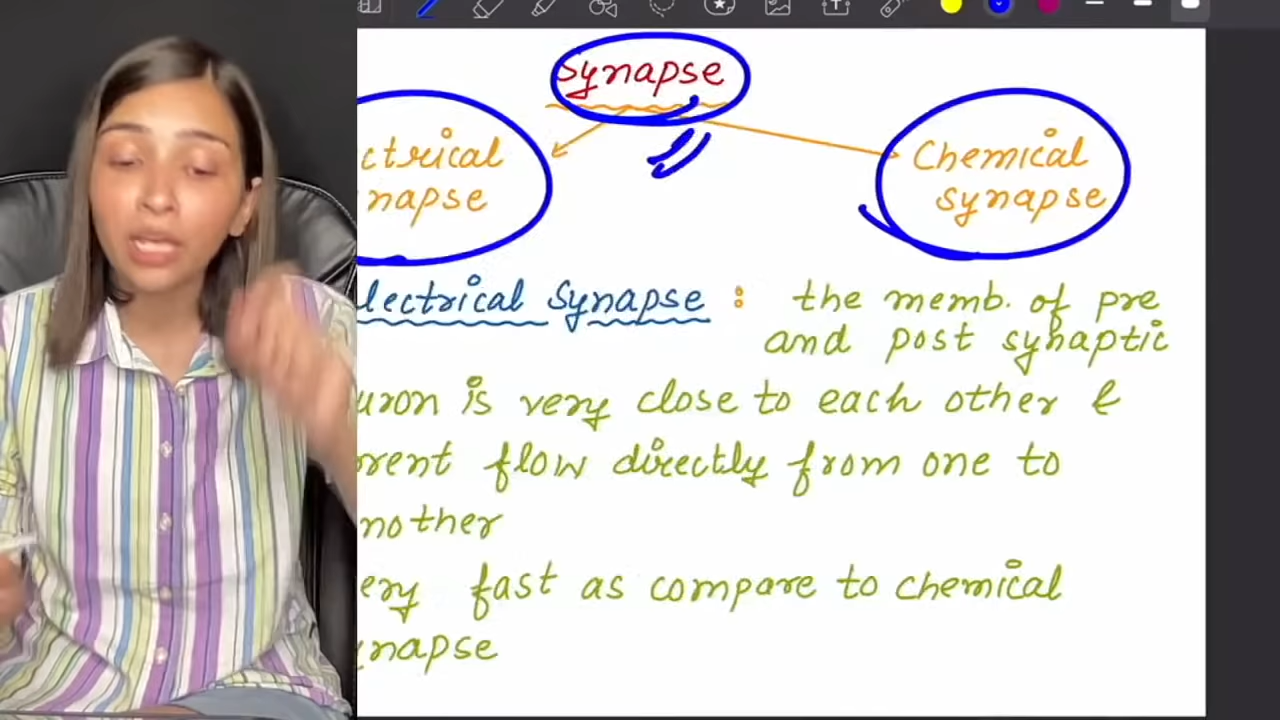 synapse
ctrical
napse
Chemical
synapse
lectrical synapse : the memb. of pre
and post synaptic
uron is very close to each other &
rrent flow directly from one to
nother
ery fast as compare to chemical
ynapse